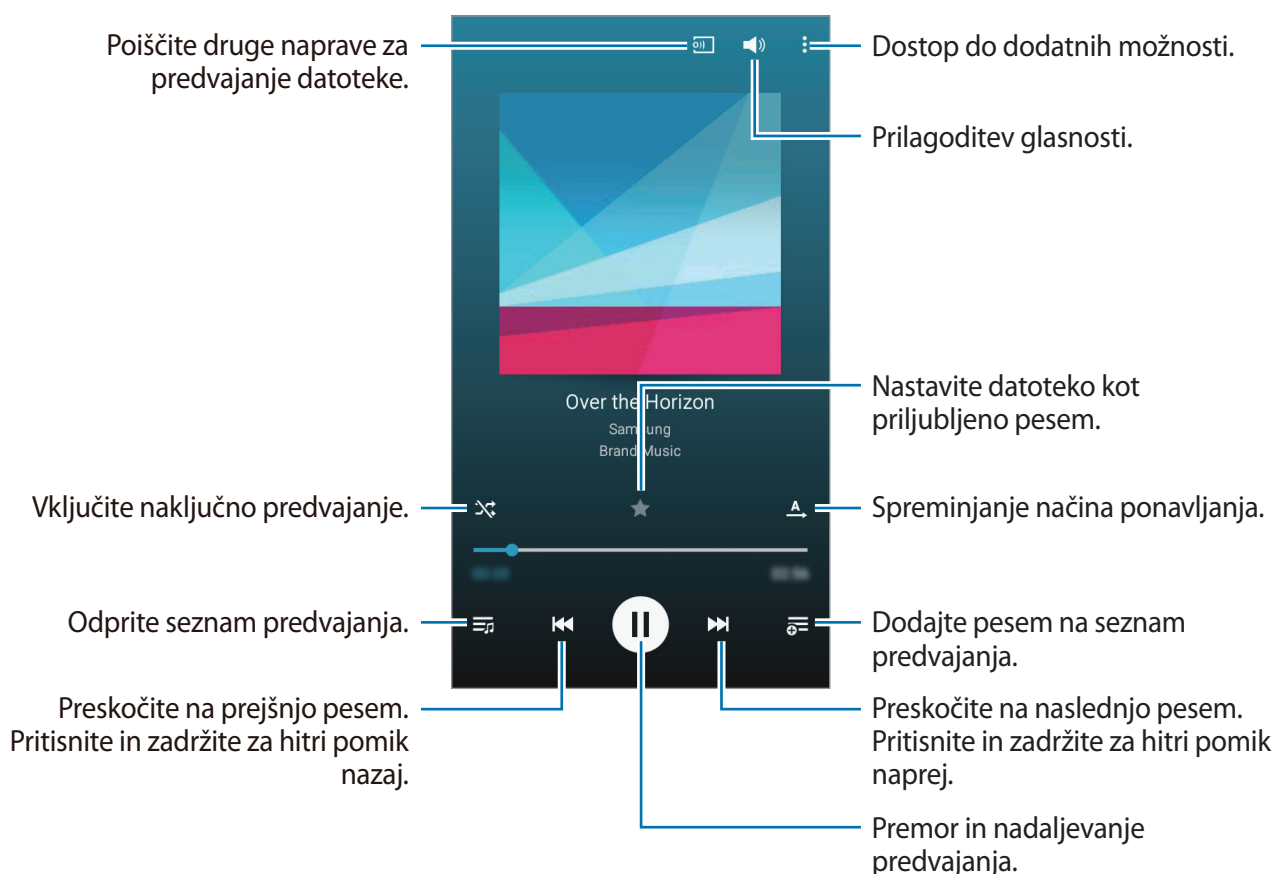 Poiščite druge naprave za
predvajanje datoteke.
Dostop do dodatnih možnosti.
Prilagoditev glasnosti.
Nastavite datoteko kot
priljubljeno pesem.
Over the Horizon
Samsung
Brand Music
Vključite naključno predvajanje.
A
Spreminjanje načina ponavljanja.
Odprite seznam predvajanja.
Dodajte pesem na seznam
predvajanja.
Preskočite na prejšnjo pesem.
Pritisnite in zadržite za hitri pomik
nazaj.
Preskočite na naslednjo pesem.
Pritisnite in zadržite za hitri pomik
naprej.
Premor in nadaljevanje
predvajanja.